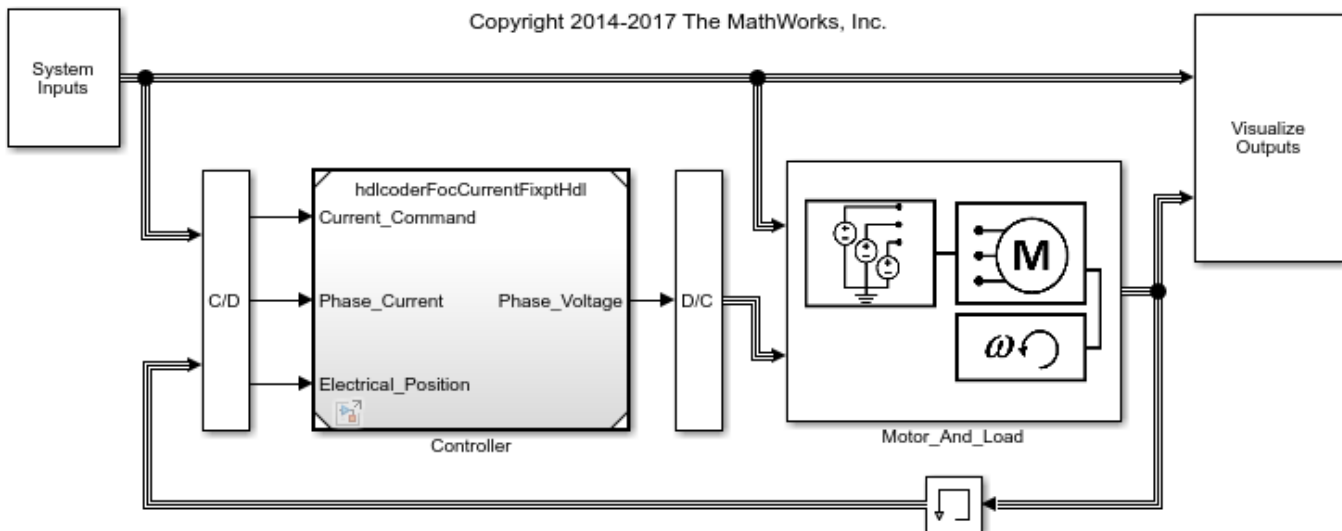 Copyright 2014-2017 The MathWorks, Inc.
System
Inputs
Visualize
Outputs
hdlcoderFocCurrentFixptHdl
Current_Command
C/D
Phase_Current
Phase_Voltage
D/C
M
ω
Electrical_Position
Controller
Motor_And_Load